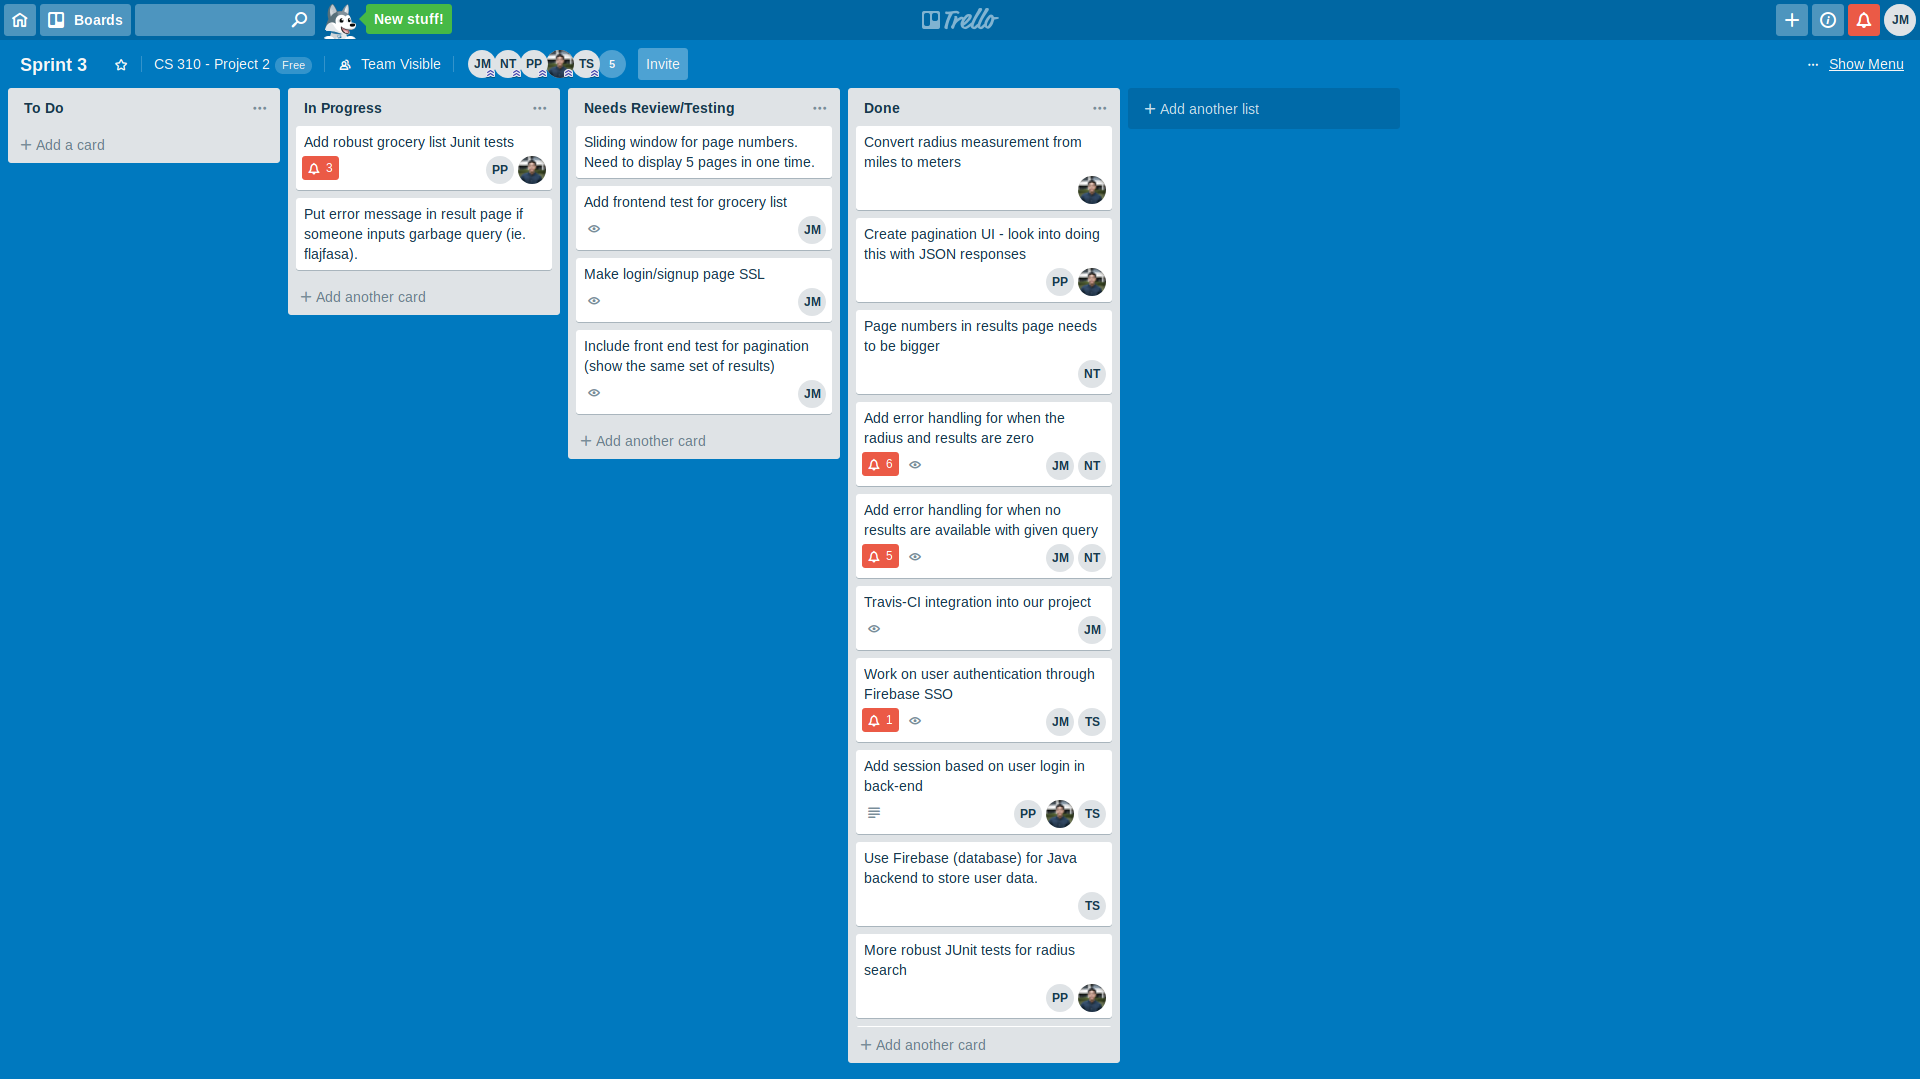 Boards
New stuff!
Trello
JM
Sprint 3
CS 310 - Project 2 Free
Team Visible
JM NT PP TS 5
Invite
Show Menu
To Do
Add a card
In Progress
Add robust grocery list Junit tests
3
PP
Put error message in result page if
someone inputs garbage query (ie.
flajfasa).
Add another card
Needs Review/Testing
Sliding window for page numbers.
Need to display 5 pages in one time.
Add frontend test for grocery list
JM
Make login/signup page SSL
JM
Include front end test for pagination
(show the same set of results)
JM
Add another card
Done
Convert radius measurement from
miles to meters
Create pagination UI - look into doing
this with JSON responses
PP
Page numbers in results page needs
to be bigger
NT
Add error handling for when the
radius and results are zero
6
JM NT
Add error handling for when no
results are available with given query
5
JM NT
Travis-CI integration into our project
JM
Work on user authentication through
Firebase SSO
1
JM TS
Add session based on user login in
back-end
PP TS
Use Firebase (database) for Java
backend to store user data.
TS
More robust JUnit tests for radius
search
PP
Add another card
Add another list